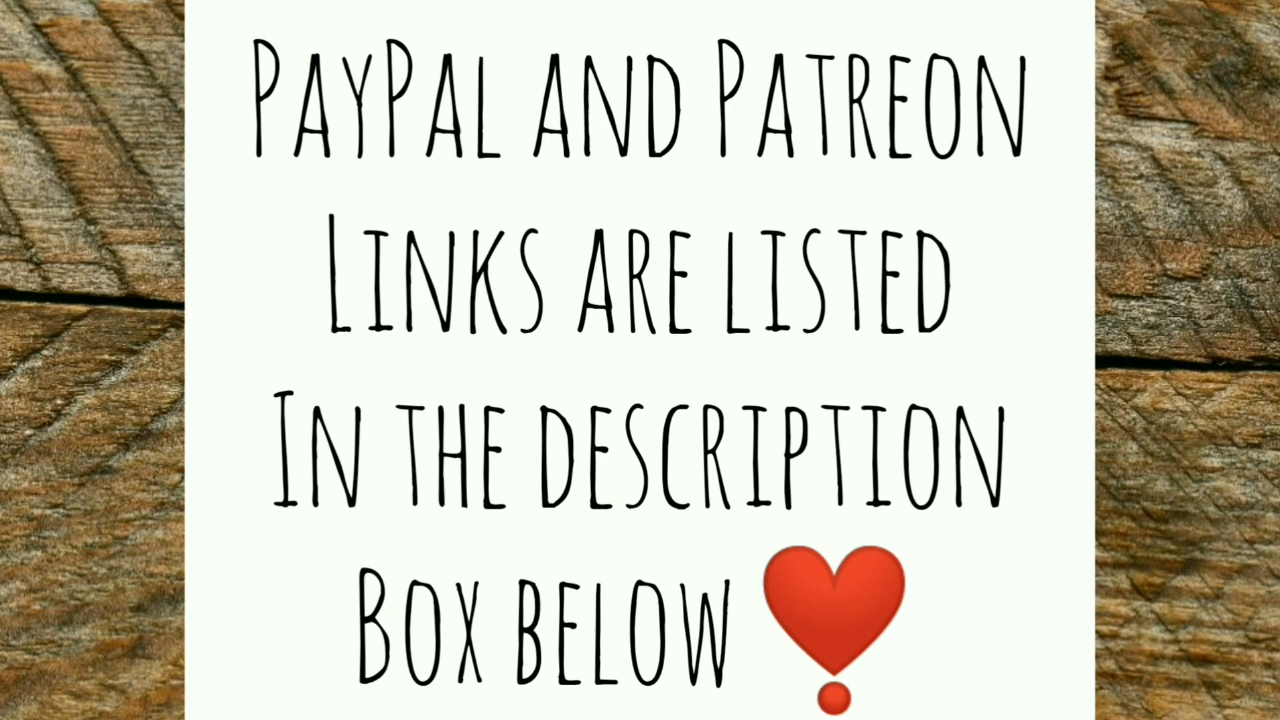 PayPal and Patreon
Links are listed
In the description
Box below ❣️